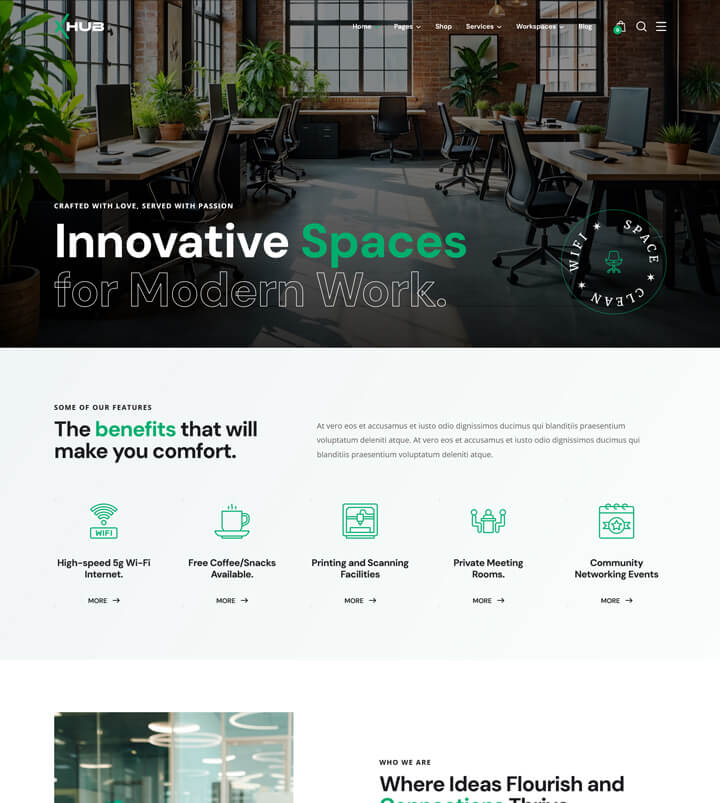 XHUB
Home Pages Shop Services Workspaces Blog
0
CRAFTED WITH LOVE, SERVED WITH PASSION
Innovative Spaces
for Modern Work.
WIFI ✶ SPACE ✶ CLEAN ✶
SOME OF OUR FEATURES
The benefits that will
make you comfort.
At vero eos et accusamus et iusto odio dignissimos ducimus qui blanditiis praesentium
voluptatum deleniti atque. At vero eos et accusamus et iusto odio dignissimos ducimus qui
blanditiis praesentium voluptatum deleniti atque.
WIFI
High-speed 5g Wi-Fi
Internet.
MORE →
Free Coffee/Snacks
Available.
MORE →
Printing and Scanning
Facilities
MORE →
Private Meeting
Rooms.
MORE →
Community
Networking Events
MORE →
WHO WE ARE
Where Ideas Flourish and
Connections Thrive